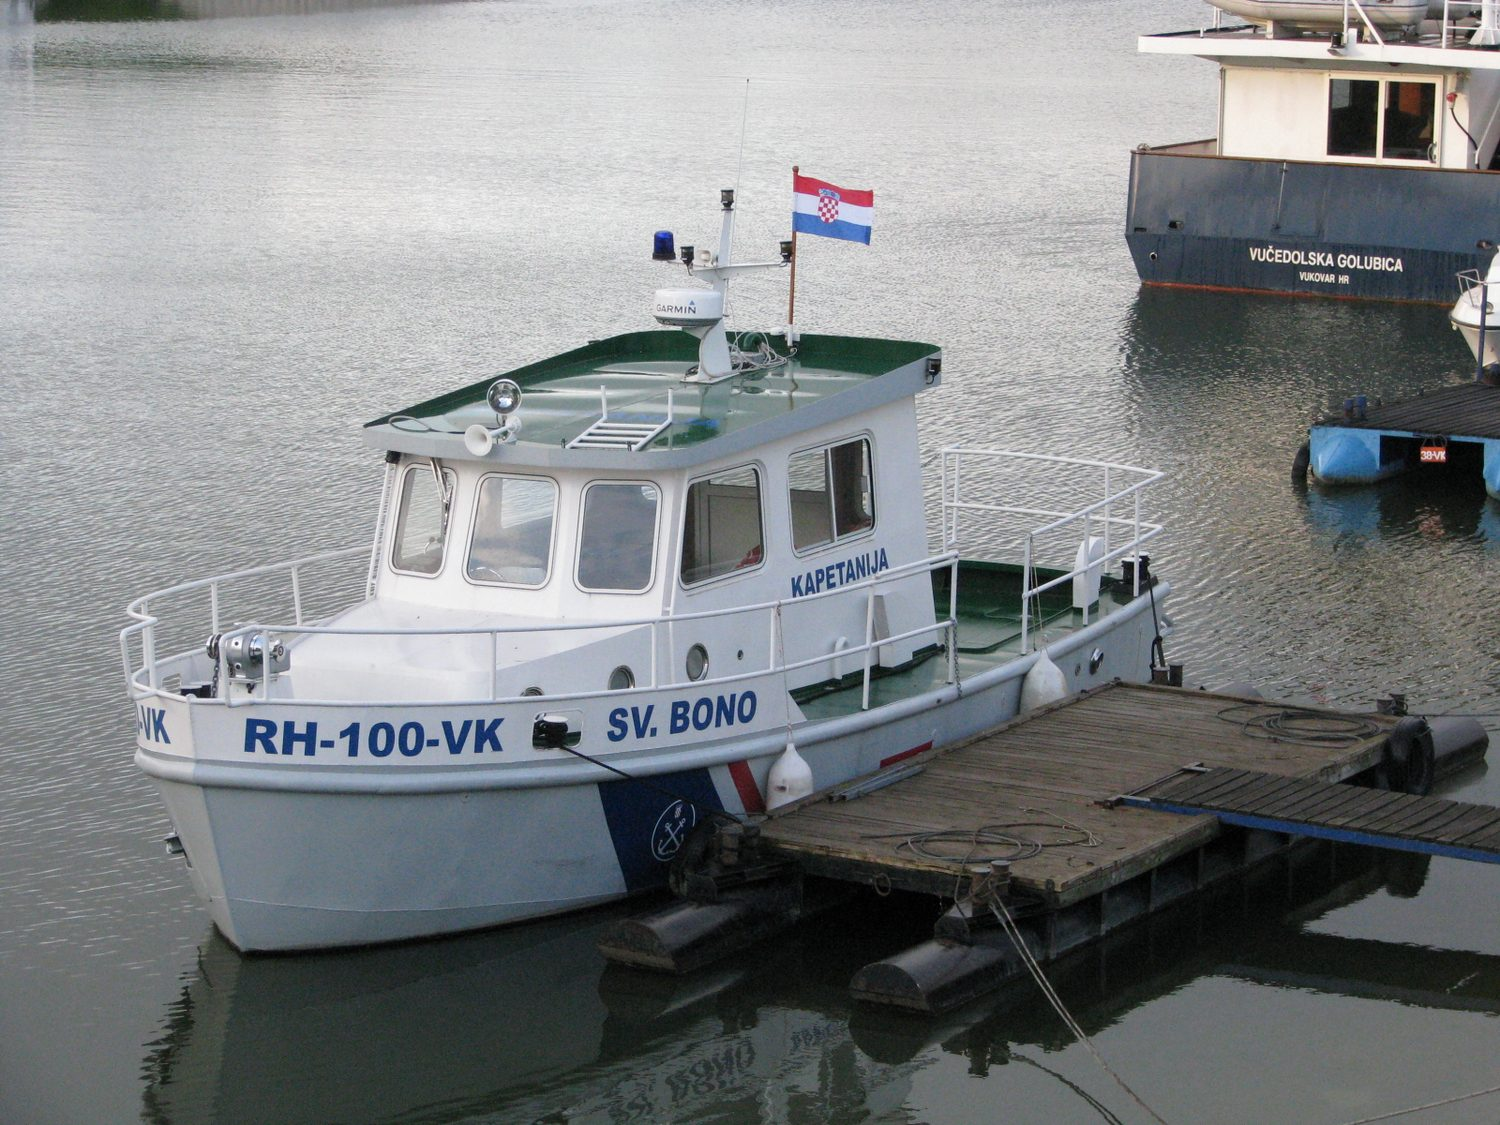 VUČEDOLSKA GOLUBICA
VUKOVAR HR
GARMIN
38-VK
KAPETANIJA
-VK
RH-100-VK
SV. BONO